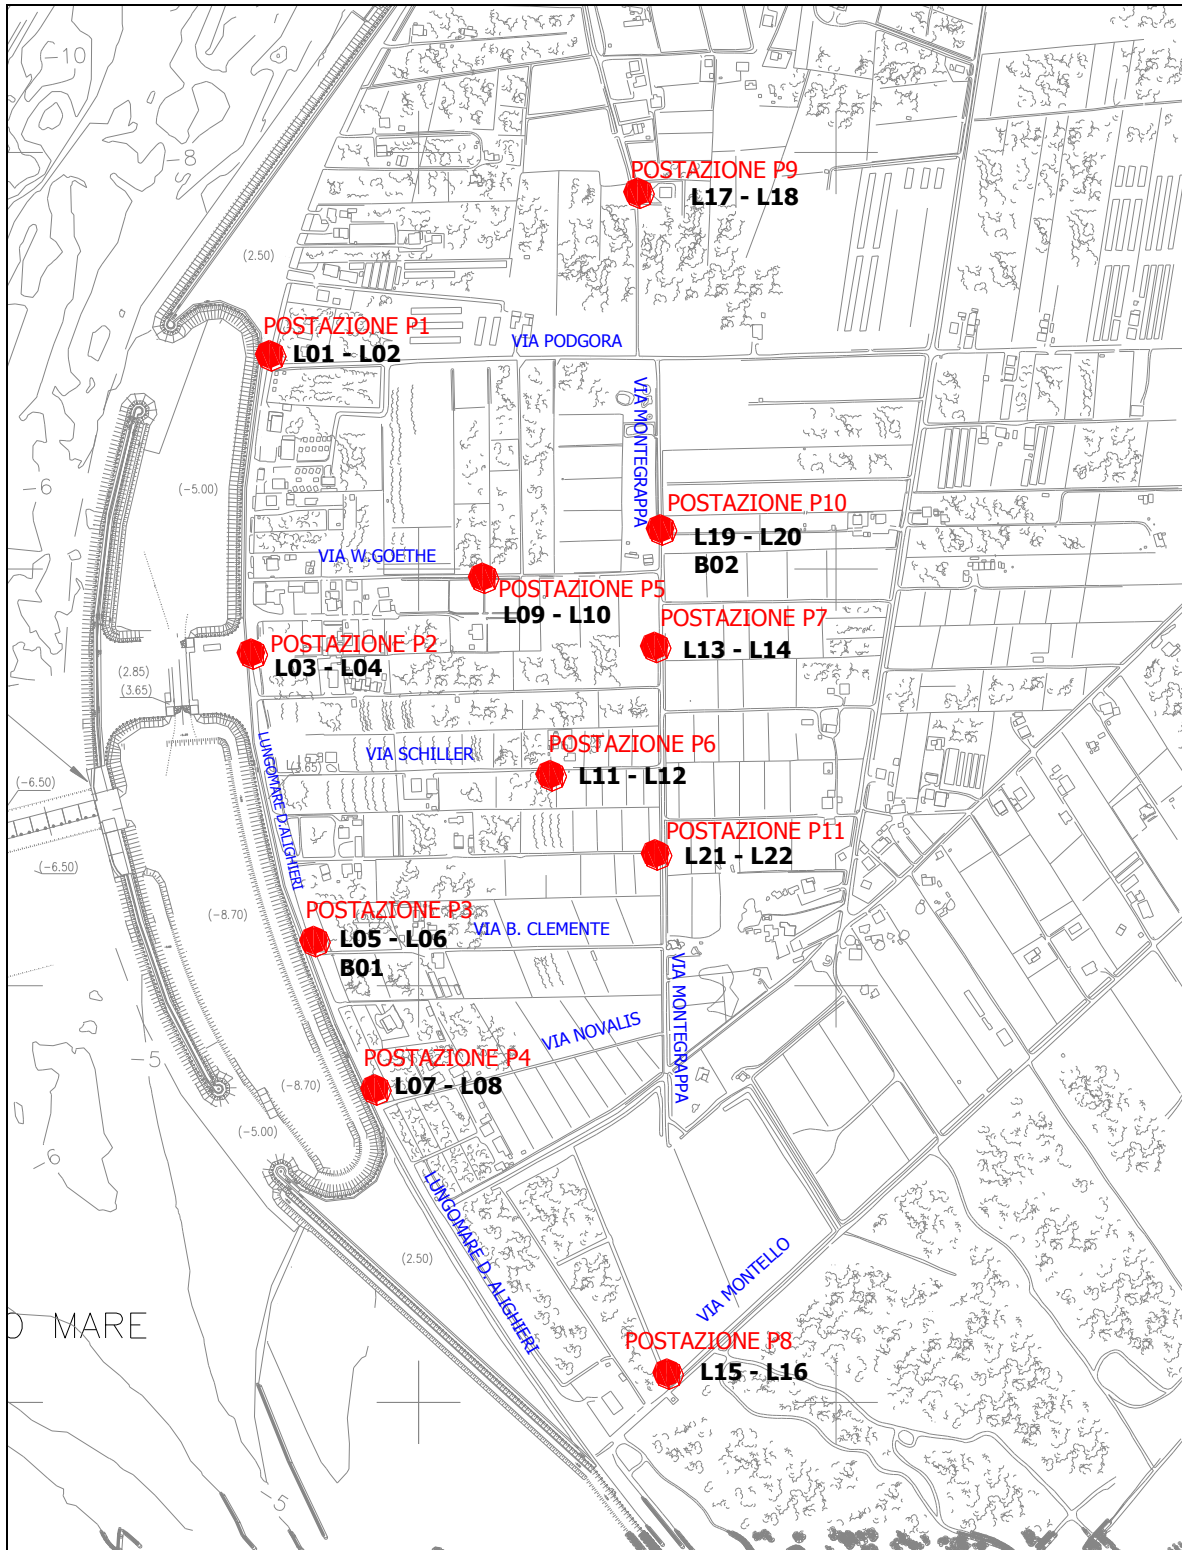 -10
-8
POSTAZIONE P9
L17 - L18
(2.50)
POSTAZIONE P1
L01 - L02
VIA PODGORA
VIA MONTEGRAPPA
-6
(-5.00)
POSTAZIONE P10
L19 - L20
B02
VIA W.GOETHE
POSTAZIONE P5
L09 - L10
POSTAZIONE P7
L13 - L14
POSTAZIONE P2
L03 - L04
(2.85)
(3.65)
LUNGOMARE D.ALIGHIERI
VIA SCHILLER
POSTAZIONE P6
L11 - L12
(3.65)
(-6.50)
POSTAZIONE P11
L21 - L22
(-6.50)
(-8.70)
POSTAZIONE P3
L05 - L06
B01
VIA B. CLEMENTE
VIA MONTEGRAPPA
VIA NOVALIS
-5
POSTAZIONE P4
L07 - L08
(-8.70)
(-5.00)
-6
LUNGOMARE D. ALIGHIERI
(2.50)
VIA MONTELLO
O MARE
POSTAZIONE P8
L15 - L16
-5